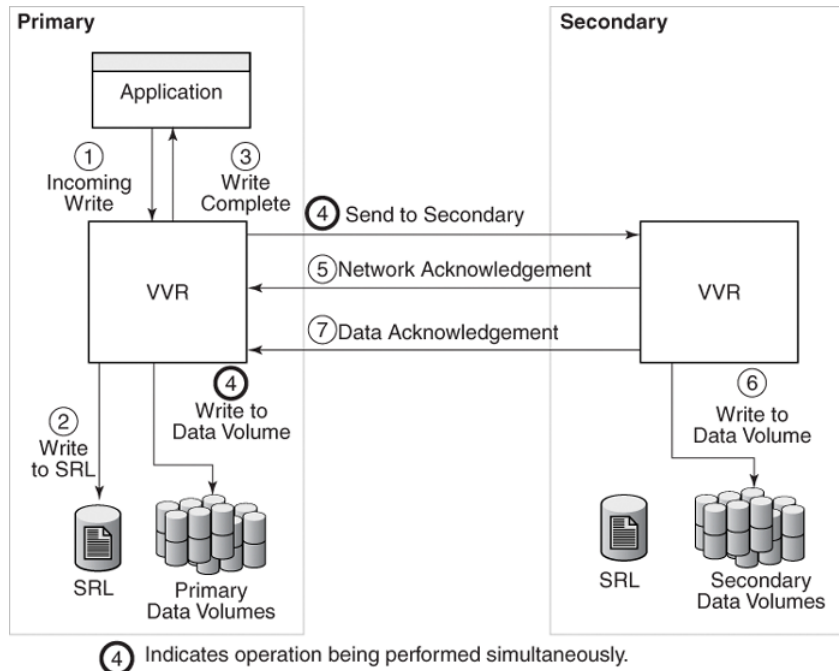 Primary
Secondary
Application
1
Incoming
Write
3
Write
Complete
4 Send to Secondary
5 Network Acknowledgement
7 Data Acknowledgement
VVR
VVR
2
Write
to SRL
4
Write to
Data Volume
6
Write to
Data Volume
SRL
Primary
Data Volumes
SRL
Secondary
Data Volumes
4 Indicates operation being performed simultaneously.